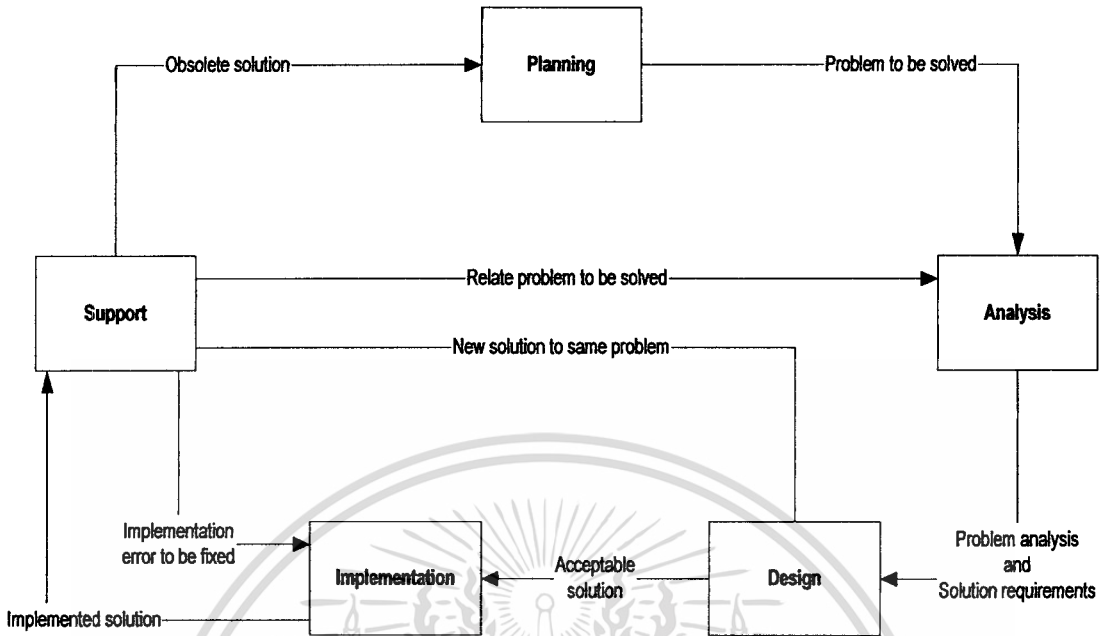 Obsolete solution
Planning
Problem to be solved
Support
Relate problem to be solved
Analysis
New solution to same problem
Implementation
error to be fixed
Implementation
Acceptable
solution
Design
Problem analysis
and
Solution requirements
Implemented solution